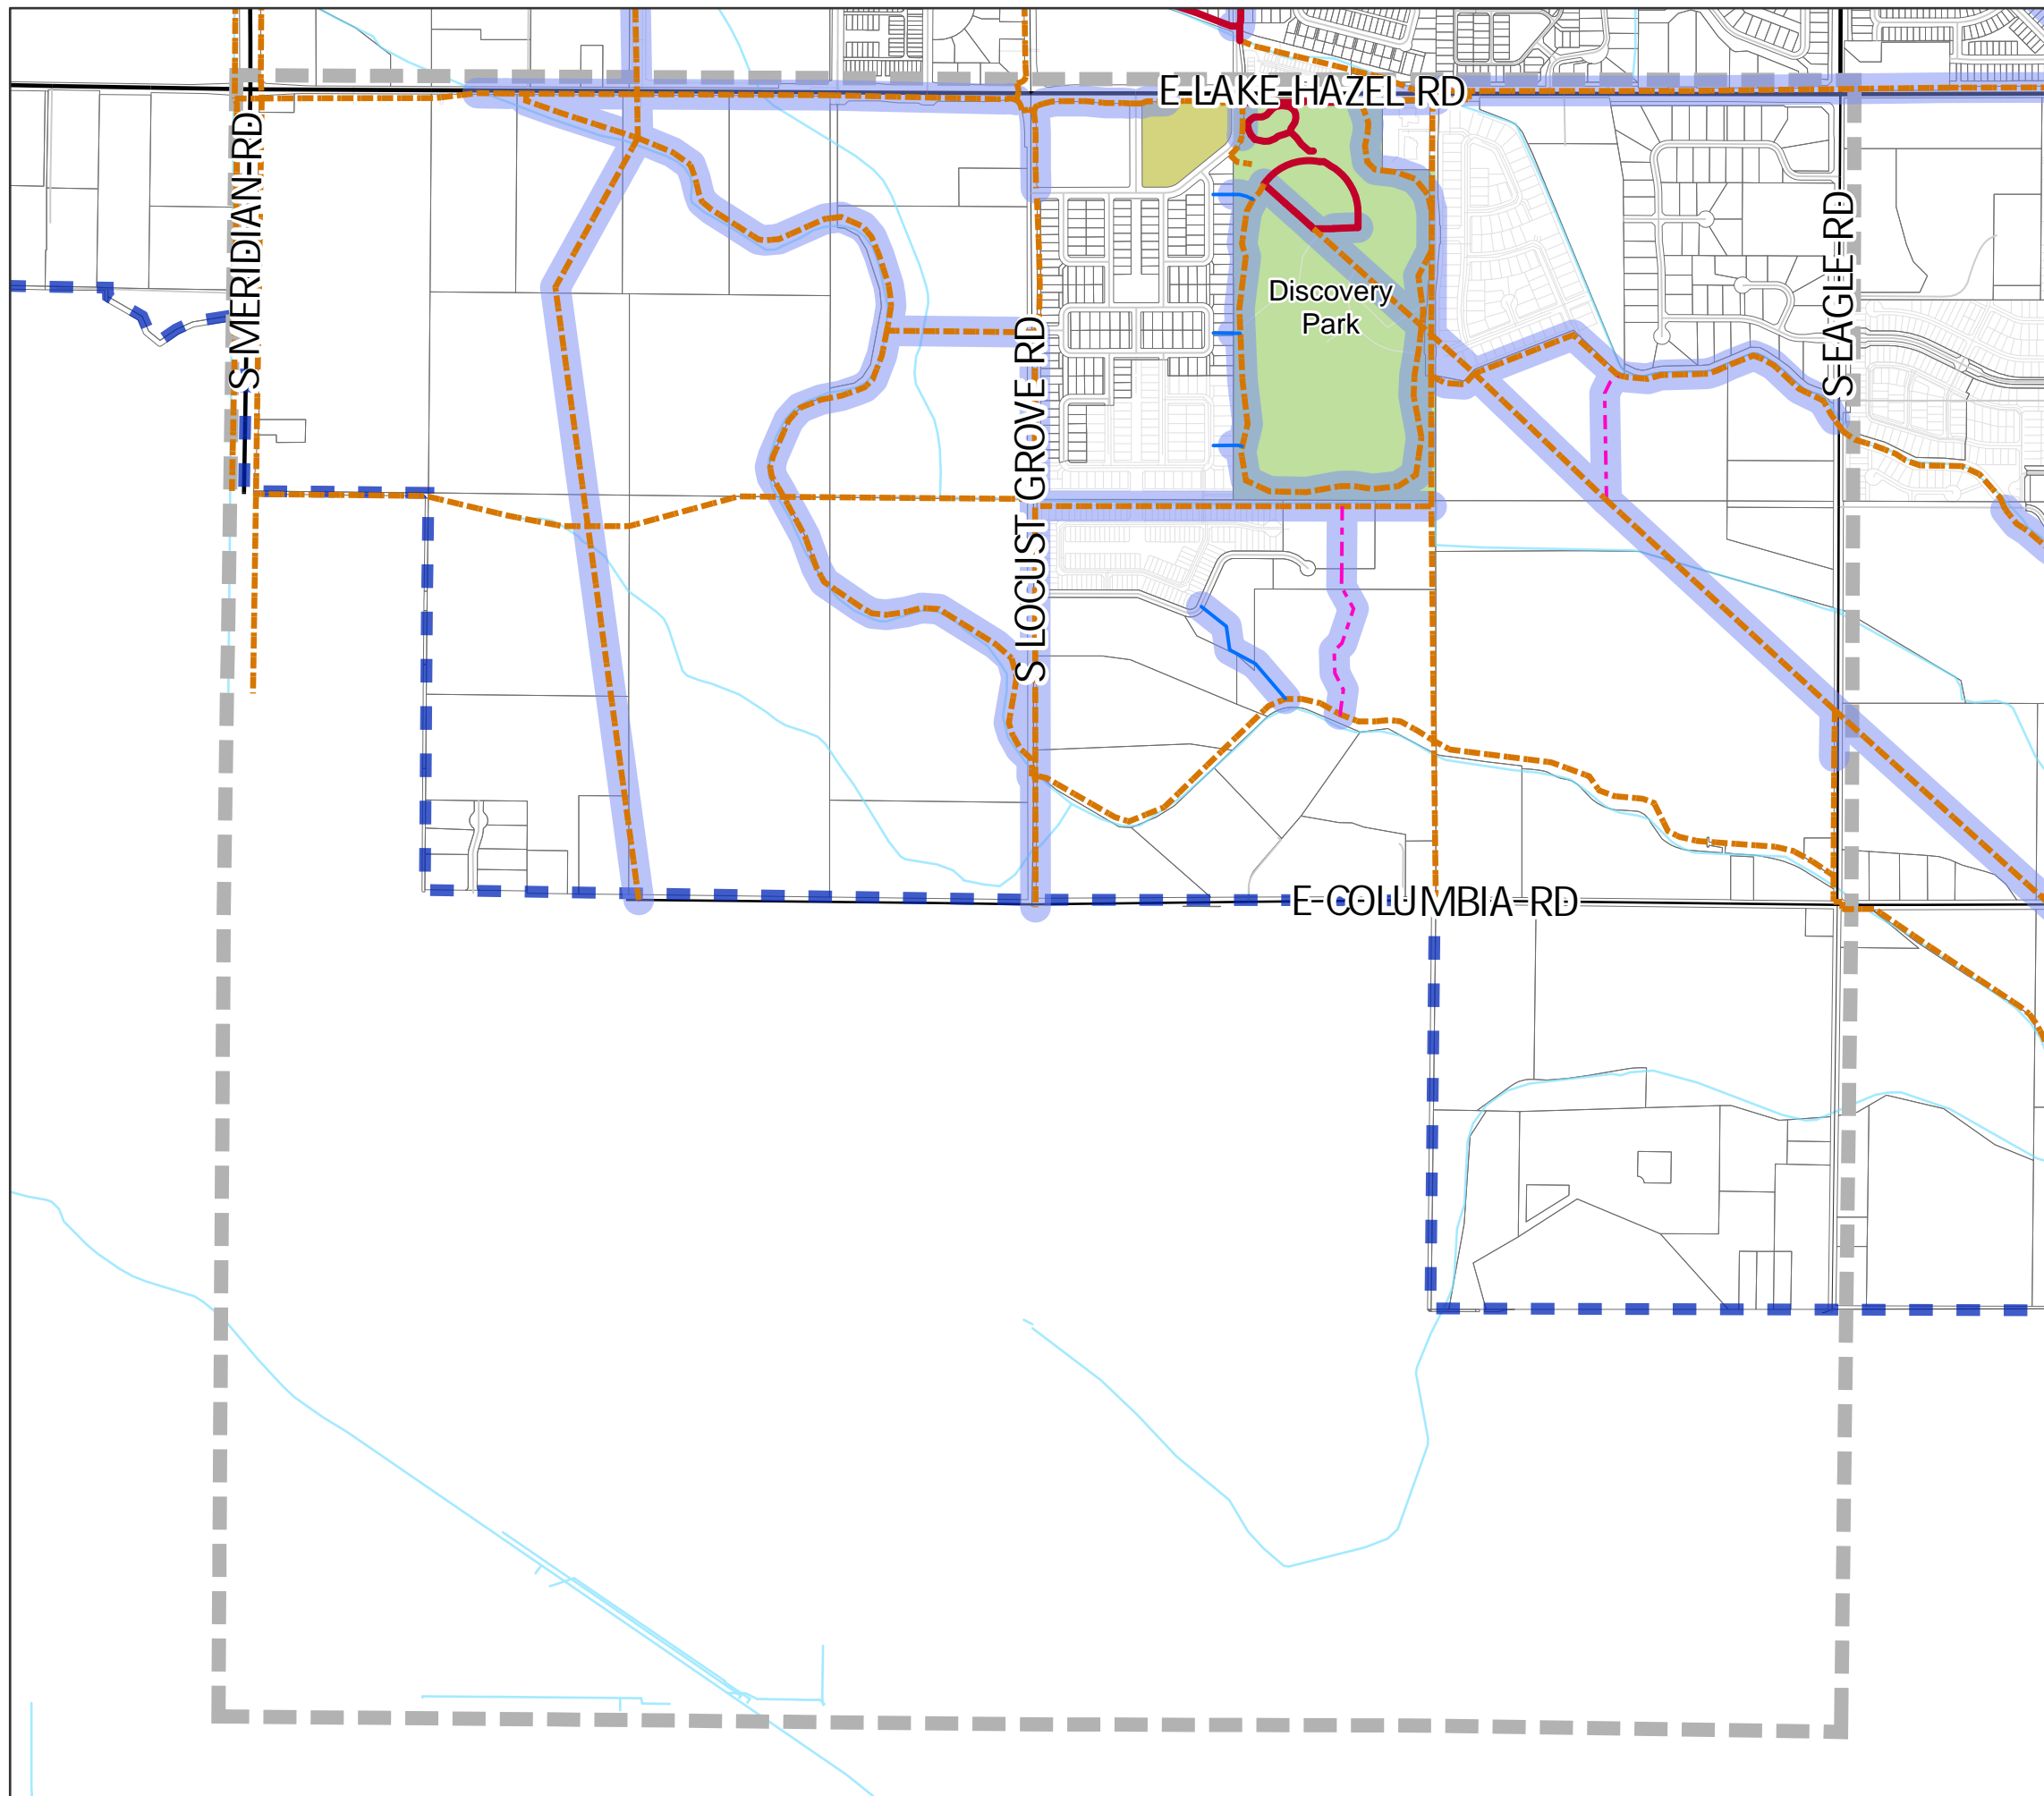 E LAKE HAZEL RD
S MERIDIAN RD
S EAGLE RD
Discovery
Park
S LOCUST GROVE RD
E COLUMBIA RD